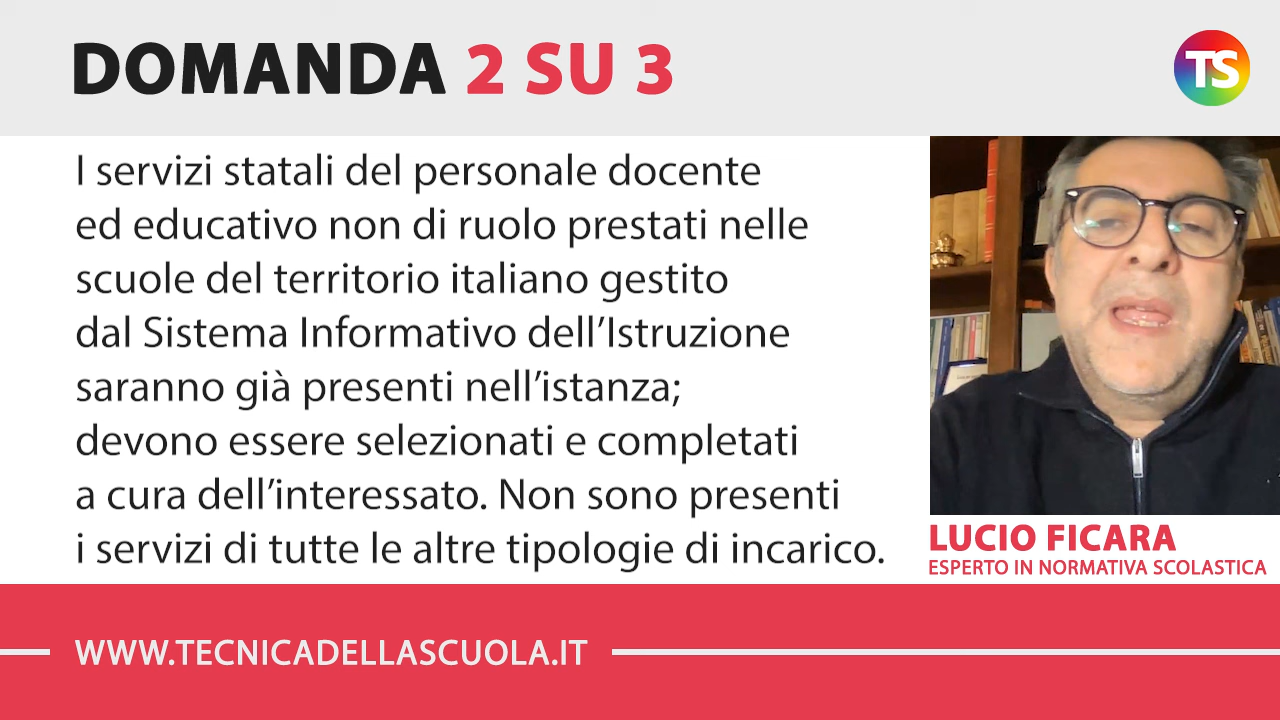 DOMANDA 2 SU 3
TS
I servizi statali del personale docente
ed educativo non di ruolo prestati nelle
scuole del territorio italiano gestito
dal Sistema Informativo dell’Istruzione
saranno già presenti nell’istanza;
devono essere selezionati e completati
a cura dell’interessato. Non sono presenti
i servizi di tutte le altre tipologie di incarico.
LUCIO FICARA
ESPERTO IN NORMATIVA SCOLASTICA
WWW.TECNICADELLASCUOLA.IT